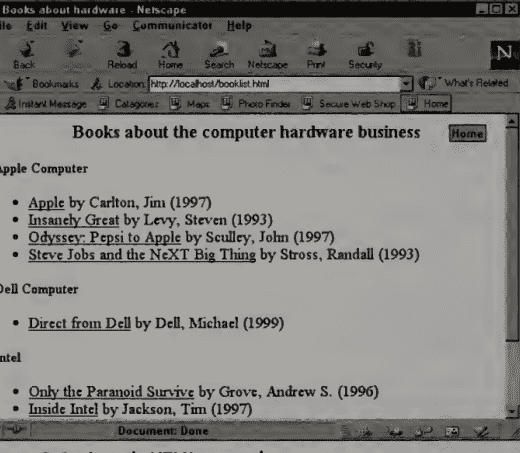 Books about hardware - Netscape
ile Edit View Go Communicator Help
Back Reload Home Search Netscape Print Security N
Bookmarks Location: http://localhost/booklist.html What's Related
Instant Message Categories Maps Photo Finder Secure Web Shop Home
Books about the computer hardware business Home
Apple Computer
• Apple by Carlton, Jim (1997)
• Insanely Great by Levy, Steven (1993)
• Odyssey: Pepsi to Apple by Sculley, John (1997)
• Steve Jobs and the NeXT Big Thing by Stross, Randall (1993)
Dell Computer
• Direct from Dell by Dell, Michael (1999)
Intel
• Only the Paranoid Survive by Grove, Andrew S. (1996)
• Inside Intel by Jackson, Tim (1997)
Document: Done